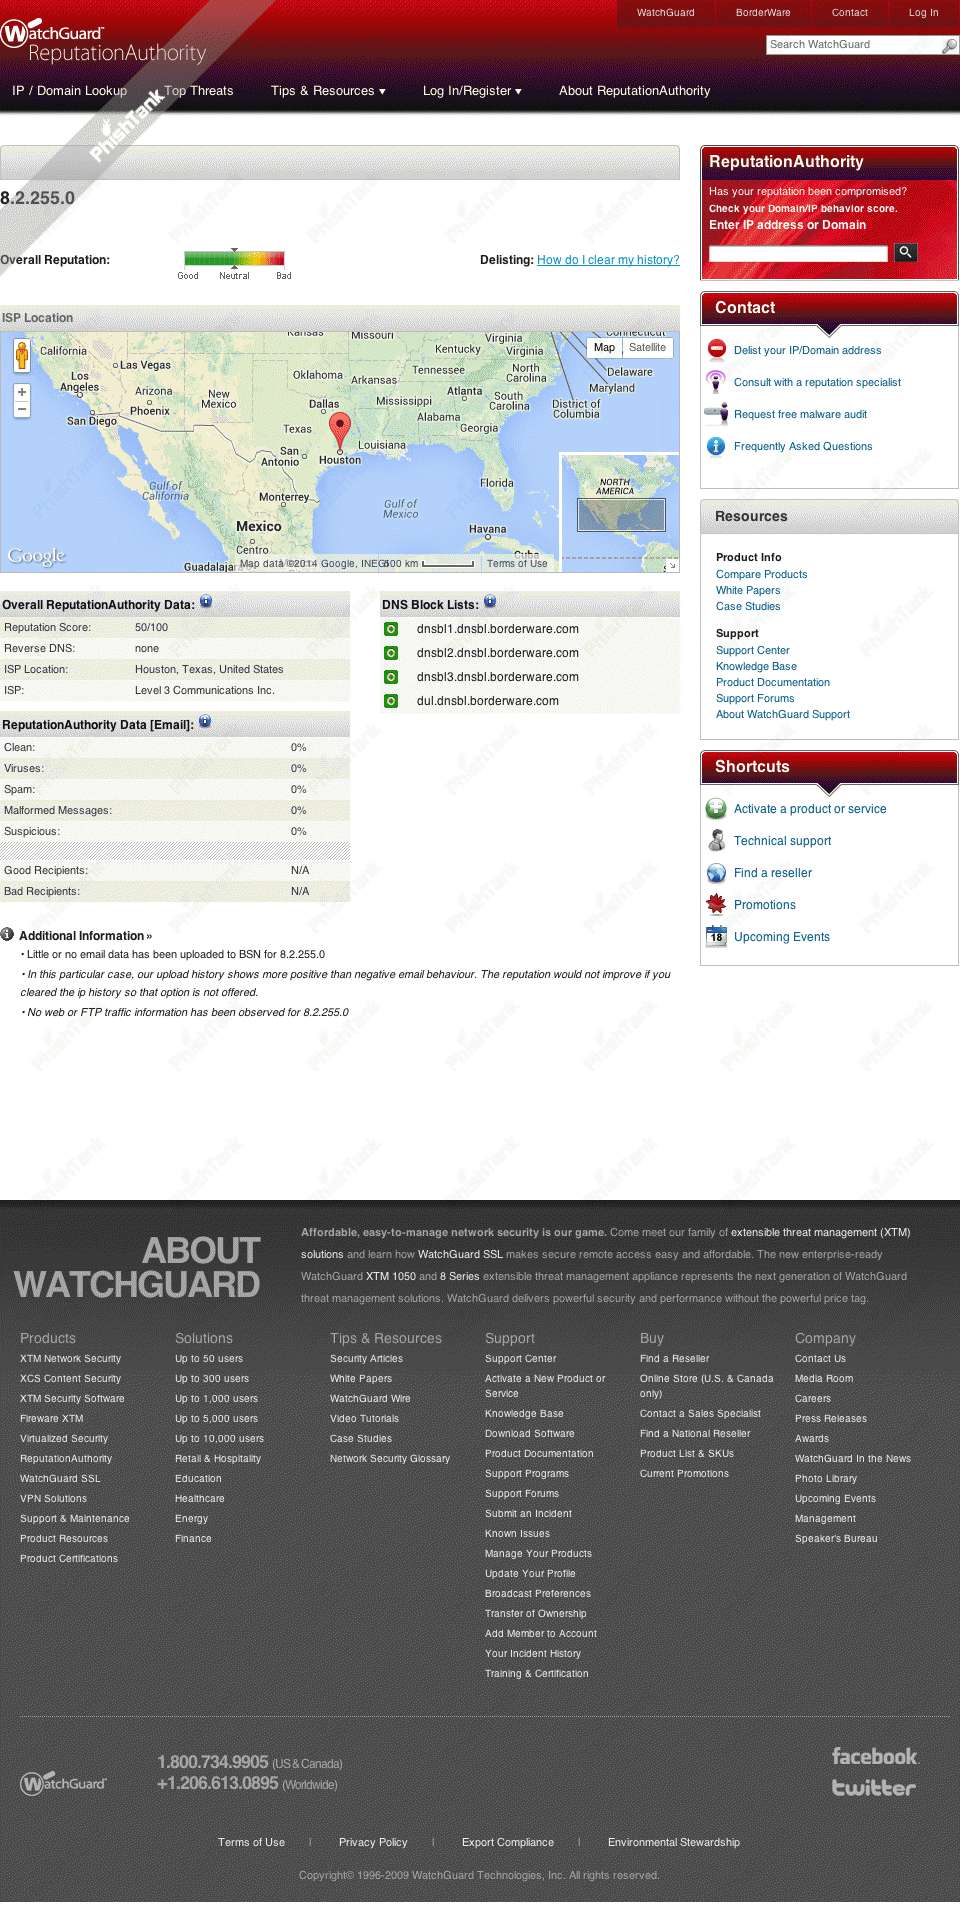 WatchGuard
BorderWare
Contact
Log In
WatchGuard
ReputationAuthority
Search WatchGuard
IP / Domain Lookup
Top Threats
Tips & Resources
Log In/Register
About ReputationAuthority
PhishTank
8.2.255.0
Overall Reputation:
Good
Neutral
Bad
Delisting: How do I clear my history?
ISP Location
California
Los Angeles
Las Vegas
San Diego
Arizona
Phoenix
New Mexico
Kansas
Missouri
Oklahoma
Arkansas
Dallas
Texas
San Antonio
Houston
Louisiana
Mississippi
Alabama
Tennessee
Kentucky
West Virginia
Virginia
North Carolina
South Carolina
Atlanta
Georgia
Florida
Connecticut
Delaware
Maryland
District of Columbia
Map
Satellite
Gulf of California
Monterrey
Mexico
Gulf of Mexico
Havana
Cuba
Centro
Guadalajara
NORTH AMERICA
Google
Map data ©2014 Google, INEGI
500 km
Terms of Use
Overall ReputationAuthority Data:
Reputation Score: 50/100
Reverse DNS: none
ISP Location: Houston, Texas, United States
ISP: Level 3 Communications Inc.
DNS Block Lists:
dnsbl1.dnsbl.borderware.com
dnsbl2.dnsbl.borderware.com
dnsbl3.dnsbl.borderware.com
dul.dnsbl.borderware.com
ReputationAuthority Data [Email]:
Clean: 0%
Viruses: 0%
Spam: 0%
Malformed Messages: 0%
Suspicious: 0%
Good Recipients: N/A
Bad Recipients: N/A
Additional Information »
• Little or no email data has been uploaded to BSN for 8.2.255.0
• In this particular case, our upload history shows more positive than negative email behaviour. The reputation would not improve if you
cleared the ip history so that option is not offered.
• No web or FTP traffic information has been observed for 8.2.255.0
ReputationAuthority
Has your reputation been compromised?
Check your Domain/IP behavior score.
Enter IP address or Domain
Contact
Delist your IP/Domain address
Consult with a reputation specialist
Request free malware audit
Frequently Asked Questions
Resources
Product Info
Compare Products
White Papers
Case Studies
Support
Support Center
Knowledge Base
Product Documentation
Support Forums
About WatchGuard Support
Shortcuts
Activate a product or service
Technical support
Find a reseller
Promotions
18
Upcoming Events
ABOUT
WATCHGUARD
Affordable, easy-to-manage network security is our game. Come meet our family of extensible threat management (XTM)
solutions and learn how WatchGuard SSL makes secure remote access easy and affordable. The new enterprise-ready
WatchGuard XTM 1050 and 8 Series extensible threat management appliance represents the next generation of WatchGuard
threat management solutions. WatchGuard delivers powerful security and performance without the powerful price tag.
Products
XTM Network Security
XCS Content Security
XTM Security Software
Fireware XTM
Virtualized Security
ReputationAuthority
WatchGuard SSL
VPN Solutions
Support & Maintenance
Product Resources
Product Certifications
Solutions
Up to 50 users
Up to 300 users
Up to 1,000 users
Up to 5,000 users
Up to 10,000 users
Retail & Hospitality
Education
Healthcare
Energy
Finance
Tips & Resources
Security Articles
White Papers
WatchGuard Wire
Video Tutorials
Case Studies
Network Security Glossary
Support
Support Center
Activate a New Product or
Service
Knowledge Base
Download Software
Product Documentation
Support Programs
Support Forums
Submit an Incident
Known Issues
Manage Your Products
Update Your Profile
Broadcast Preferences
Transfer of Ownership
Add Member to Account
Your Incident History
Training & Certification
Buy
Find a Reseller
Online Store (U.S. & Canada
only)
Contact a Sales Specialist
Find a National Reseller
Product List & SKUs
Current Promotions
Company
Contact Us
Media Room
Careers
Press Releases
Awards
WatchGuard In the News
Photo Library
Upcoming Events
Management
Speaker's Bureau
WatchGuard
1.800.734.9905 (US & Canada)
+1.206.613.0895 (Worldwide)
facebook
twitter
Terms of Use | Privacy Policy | Export Compliance | Environmental Stewardship
Copyright© 1996-2009 WatchGuard Technologies, Inc. All rights reserved.